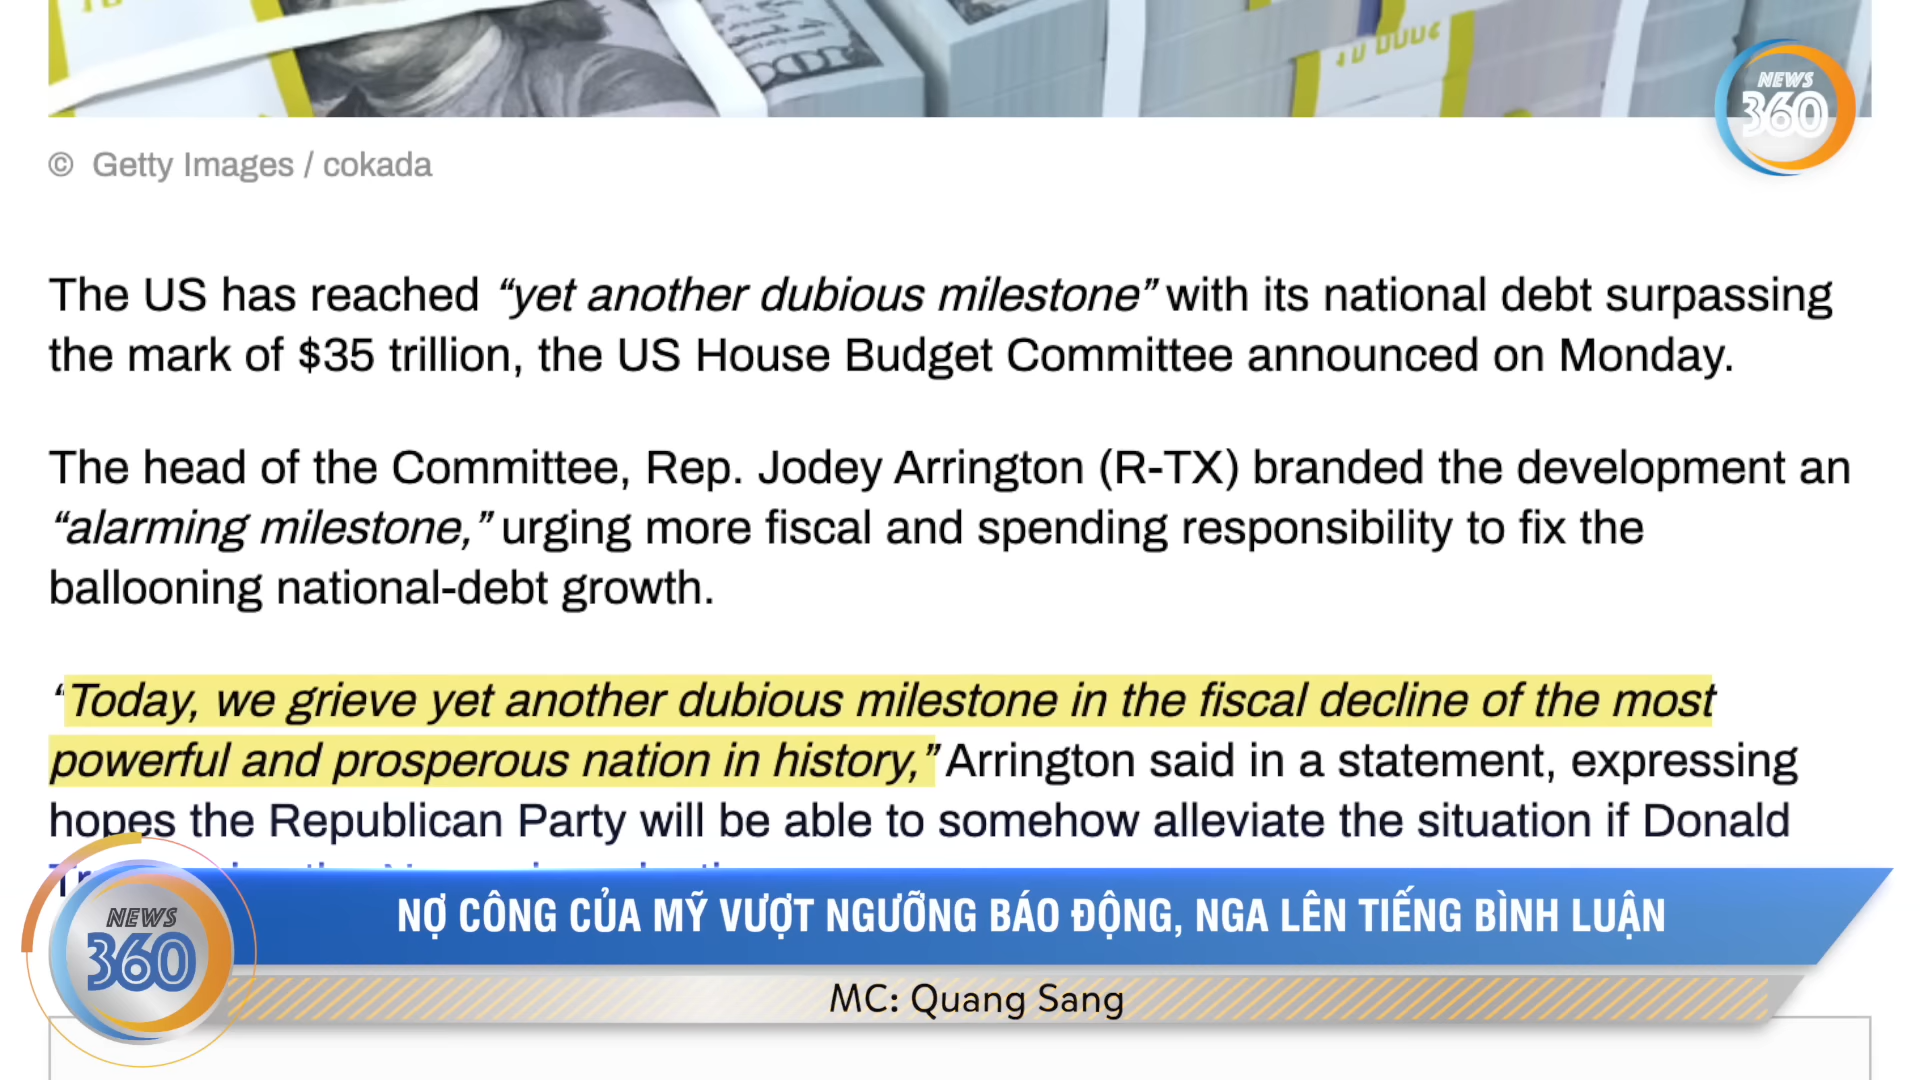 NEWS
360
© Getty Images / cokada
The US has reached “yet another dubious milestone” with its national debt surpassing
the mark of $35 trillion, the US House Budget Committee announced on Monday.
The head of the Committee, Rep. Jodey Arrington (R-TX) branded the development an
“alarming milestone,” urging more fiscal and spending responsibility to fix the
ballooning national-debt growth.
“Today, we grieve yet another dubious milestone in the fiscal decline of the most
powerful and prosperous nation in history,” Arrington said in a statement, expressing
hopes the Republican Party will be able to somehow alleviate the situation if Donald
NEWS
360
NỢ CÔNG CỦA MỸ VƯỢT NGƯỠNG BÁO ĐỘNG, NGA LÊN TIẾNG BÌNH LUẬN
MC: Quang Sang